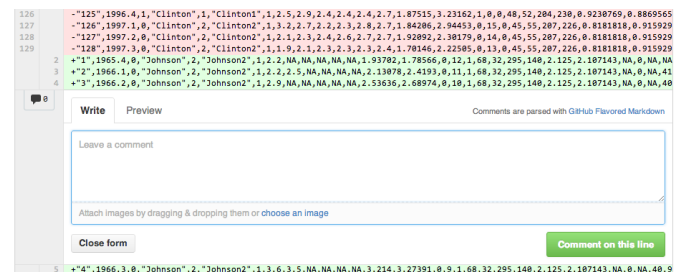 126 -"125",1996.4,1,"Clinton",1,"Clinton1",1,2.5,2.9,2.4,2.4,2.4,2.7,1.87515,3.23162,1,0,0,48,52,204,230,0.9230769,0.8869565
127 -"126",1997.1,0,"Clinton",2,"Clinton2",1,3.2,2.7,2.2,2.3,2.8,2.7,1.84206,2.94453,0,15,0,45,55,207,226,0.8181818,0.915929
128 -"127",1997.2,0,"Clinton",2,"Clinton2",1,2.1,2.3,2.4,2.6,2.7,2.7,1.92092,2.30179,0,14,0,45,55,207,226,0.8181818,0.915929
129 -"128",1997.3,0,"Clinton",2,"Clinton2",1,1.9,2.1,2.3,2.3,2.3,2.4,1.70146,2.22505,0,13,0,45,55,207,226,0.8181818,0.915929
2 +"1",1965.4,0,"Johnson",2,"Johnson2",1,2.2,NA,NA,NA,NA,NA,1.93702,1.78566,0,12,1,68,32,295,140,2.125,2.107143,NA,0,NA,NA
3 +"2",1966.1,0,"Johnson",2,"Johnson2",1,2.2,2.5,NA,NA,NA,NA,2.13078,2.4193,0,11,1,68,32,295,140,2.125,2.107143,NA,0,NA,41
4 +"3",1966.2,0,"Johnson",2,"Johnson2",1,2.9,NA,NA,NA,NA,NA,2.53636,2.68974,0,10,1,68,32,295,140,2.125,2.107143,NA,0,NA,40
0
Write Preview Comments are parsed with GitHub Flavored Markdown
Leave a comment
Attach images by dragging & dropping them or choose an image
Close form Comment on this line
5 +"4",1966.3,0,"Johnson",2,"Johnson2",1,3.6,3.5,NA,NA,NA,NA,3.214,3.27391,0,9,1,68,32,295,140,2.125,2.107143,NA,0,NA,40.9